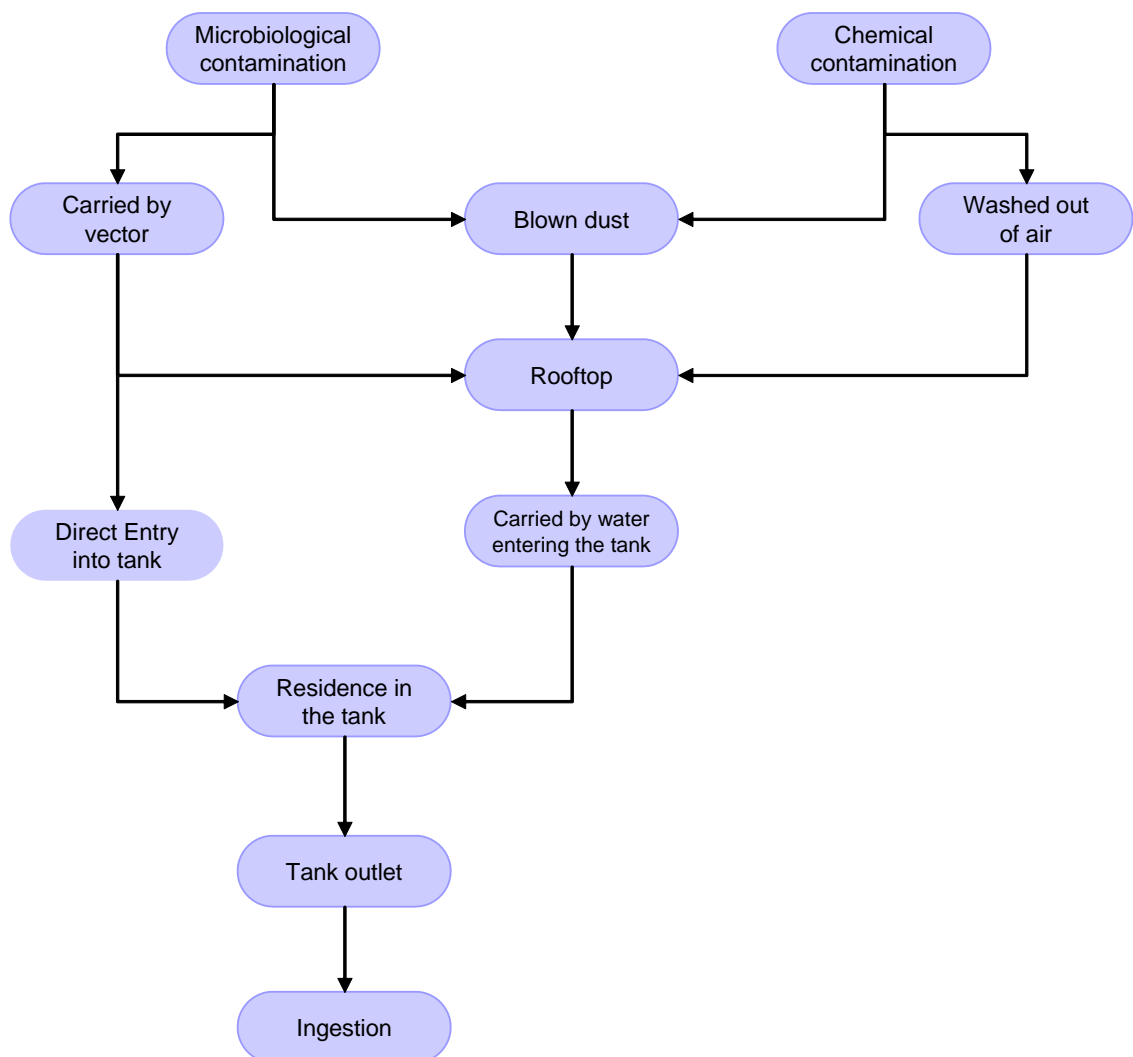 Microbiological
contamination
Chemical
contamination
Carried by
vector
Blown dust
Washed out
of air
Rooftop
Direct Entry
into tank
Carried by water
entering the tank
Residence in
the tank
Tank outlet
Ingestion